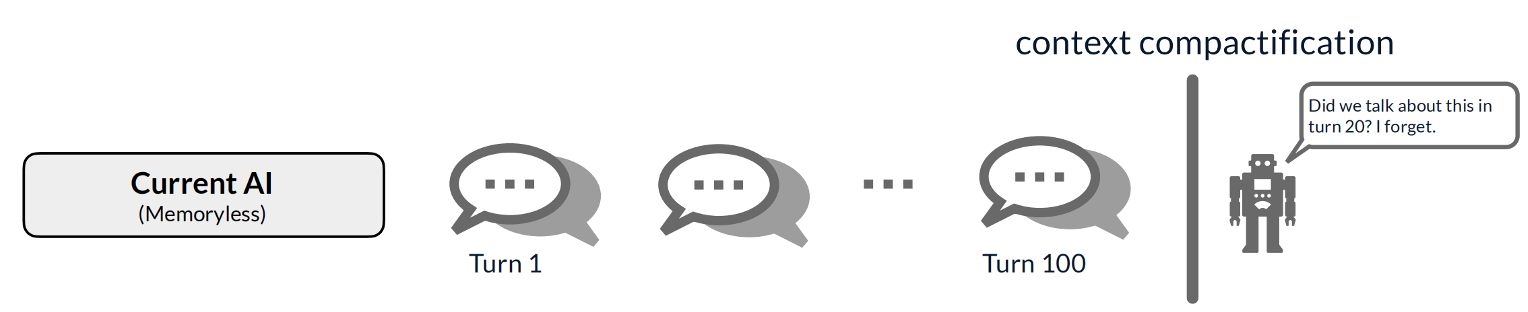 context compactification
Did we talk about this in
turn 20? I forget.
Current AI
(Memoryless)
Turn 1
Turn 100